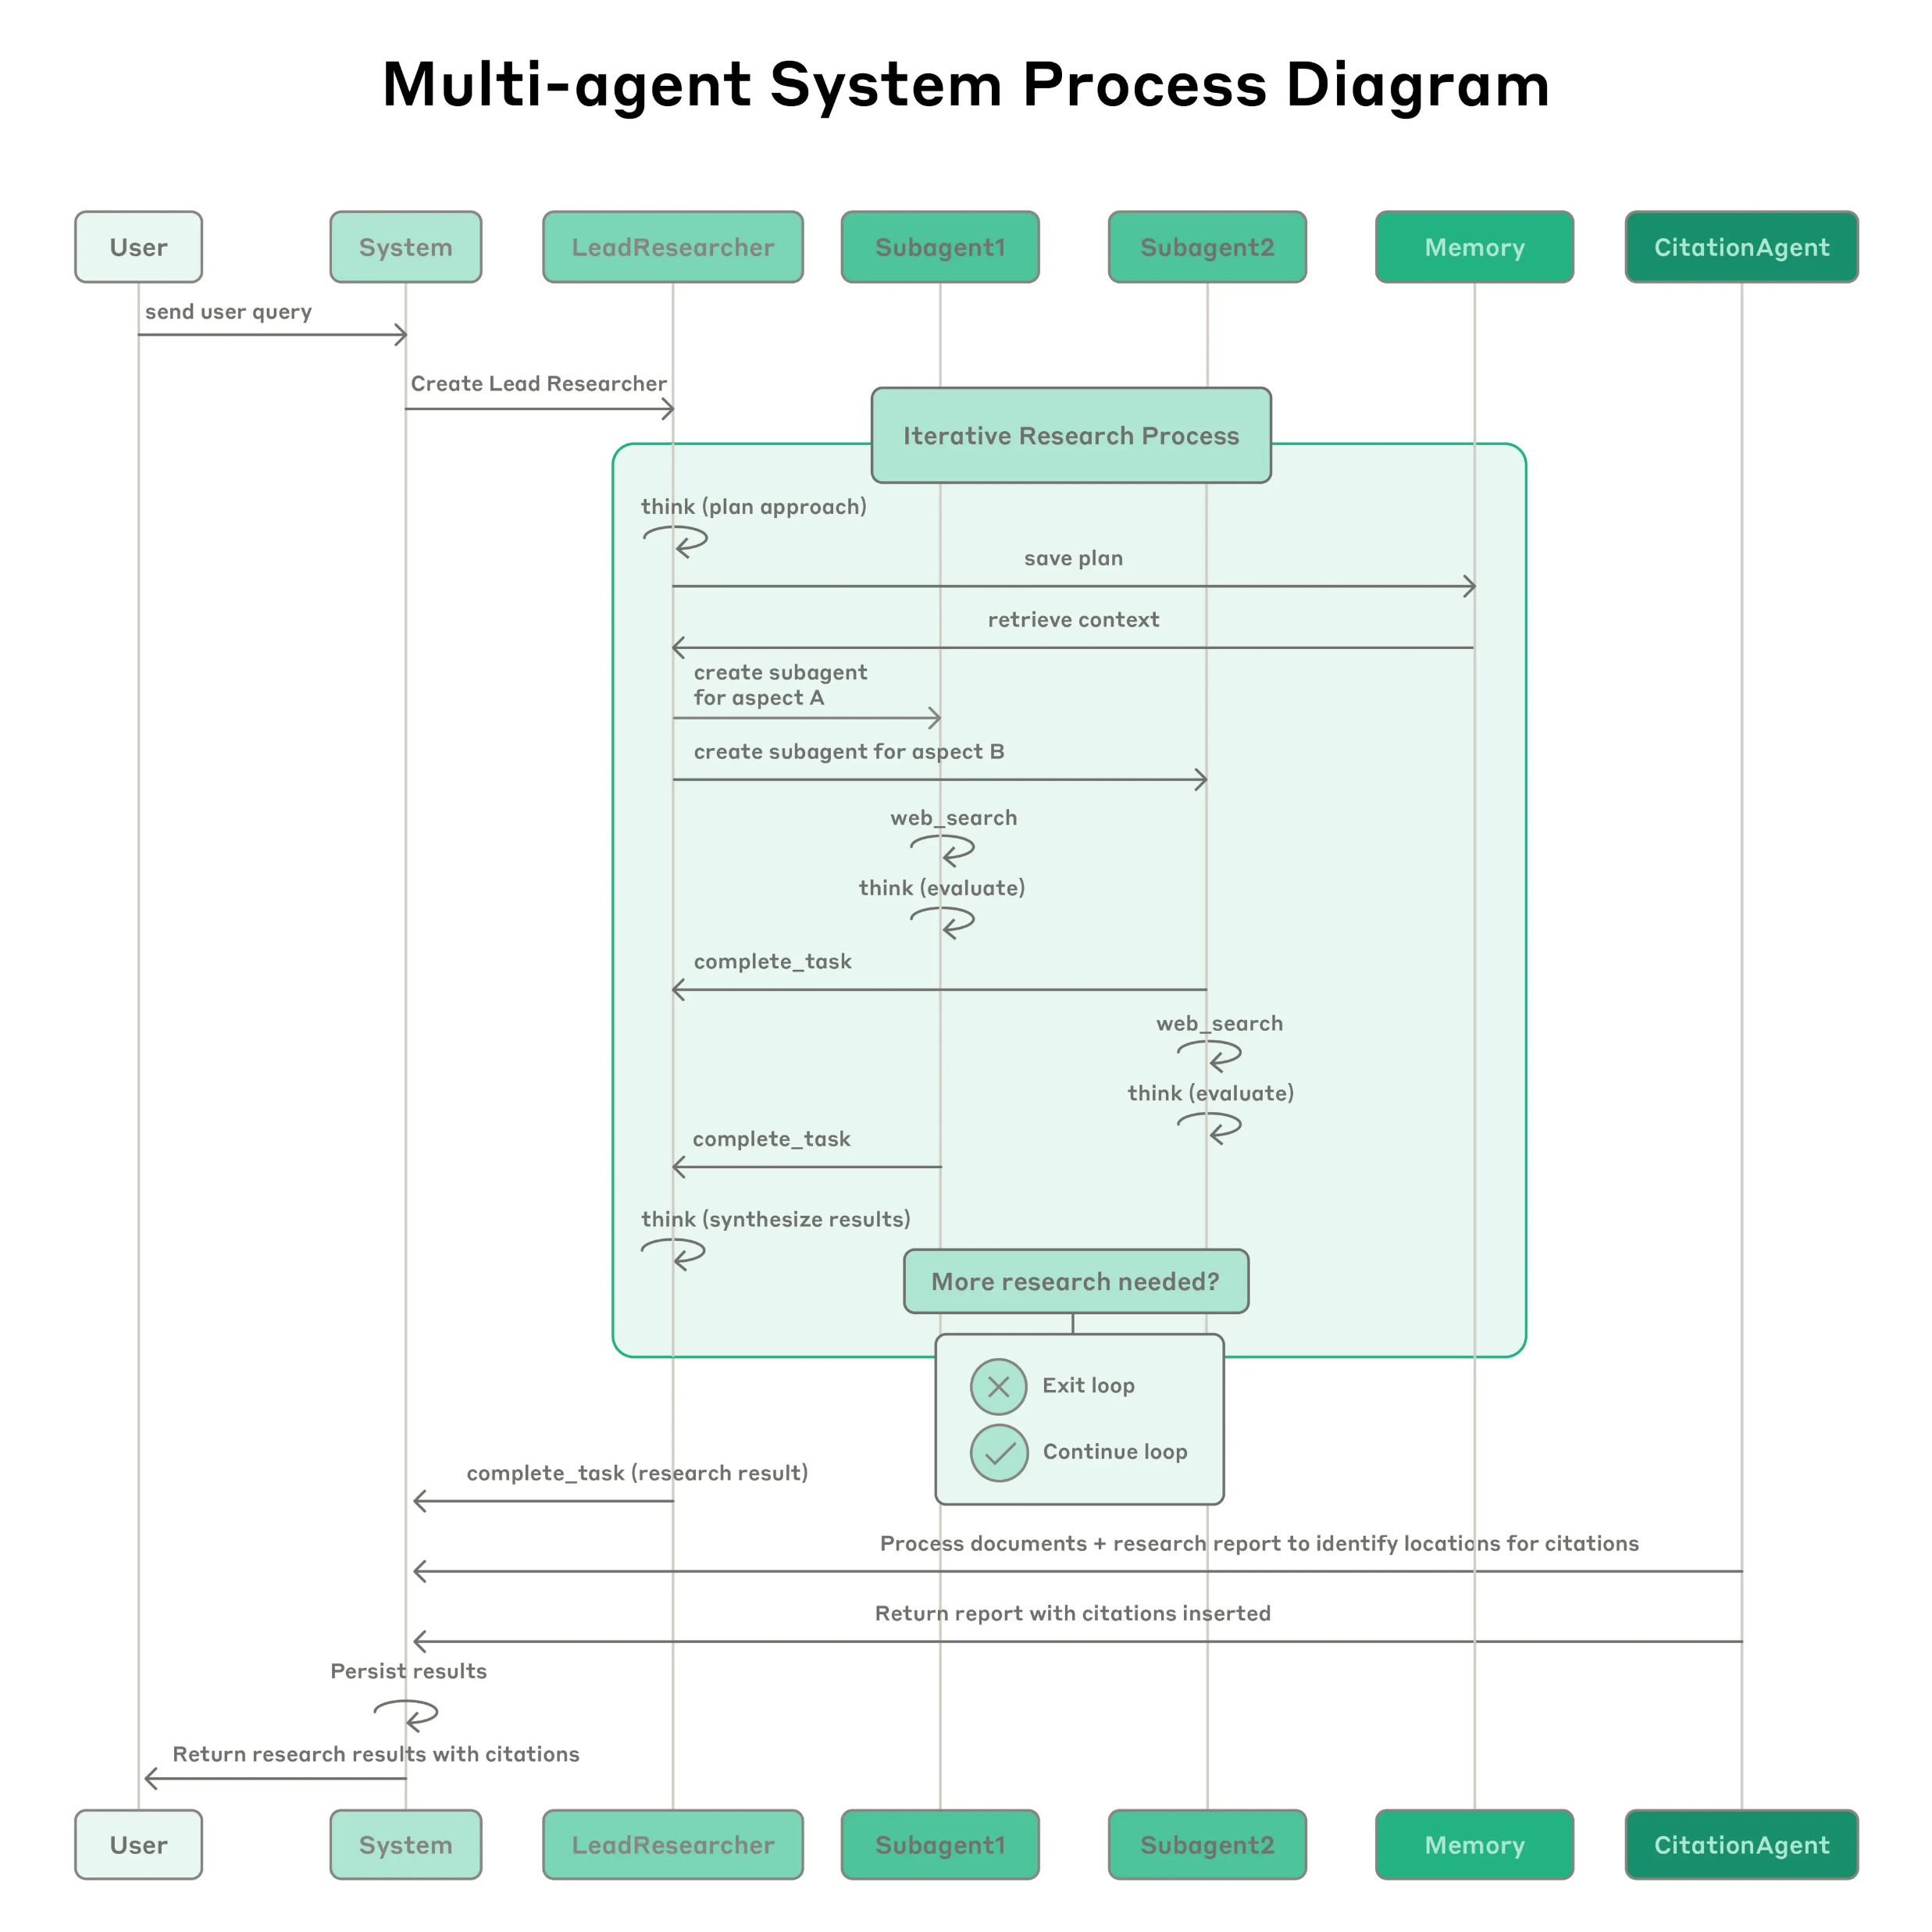 Multi-agent System Process Diagram
User
System
LeadResearcher
Subagent1
Subagent2
Memory
CitationAgent
send user query
Create Lead Researcher
Iterative Research Process
think (plan approach)
save plan
retrieve context
create subagent
for aspect A
create subagent for aspect B
web_search
think (evaluate)
complete_task
web_search
think (evaluate)
complete_task
think (synthesize results)
More research needed?
Exit loop
Continue loop
complete_task (research result)
Process documents + research report to identify locations for citations
Return report with citations inserted
Persist results
Return research results with citations
User
System
LeadResearcher
Subagent1
Subagent2
Memory
CitationAgent